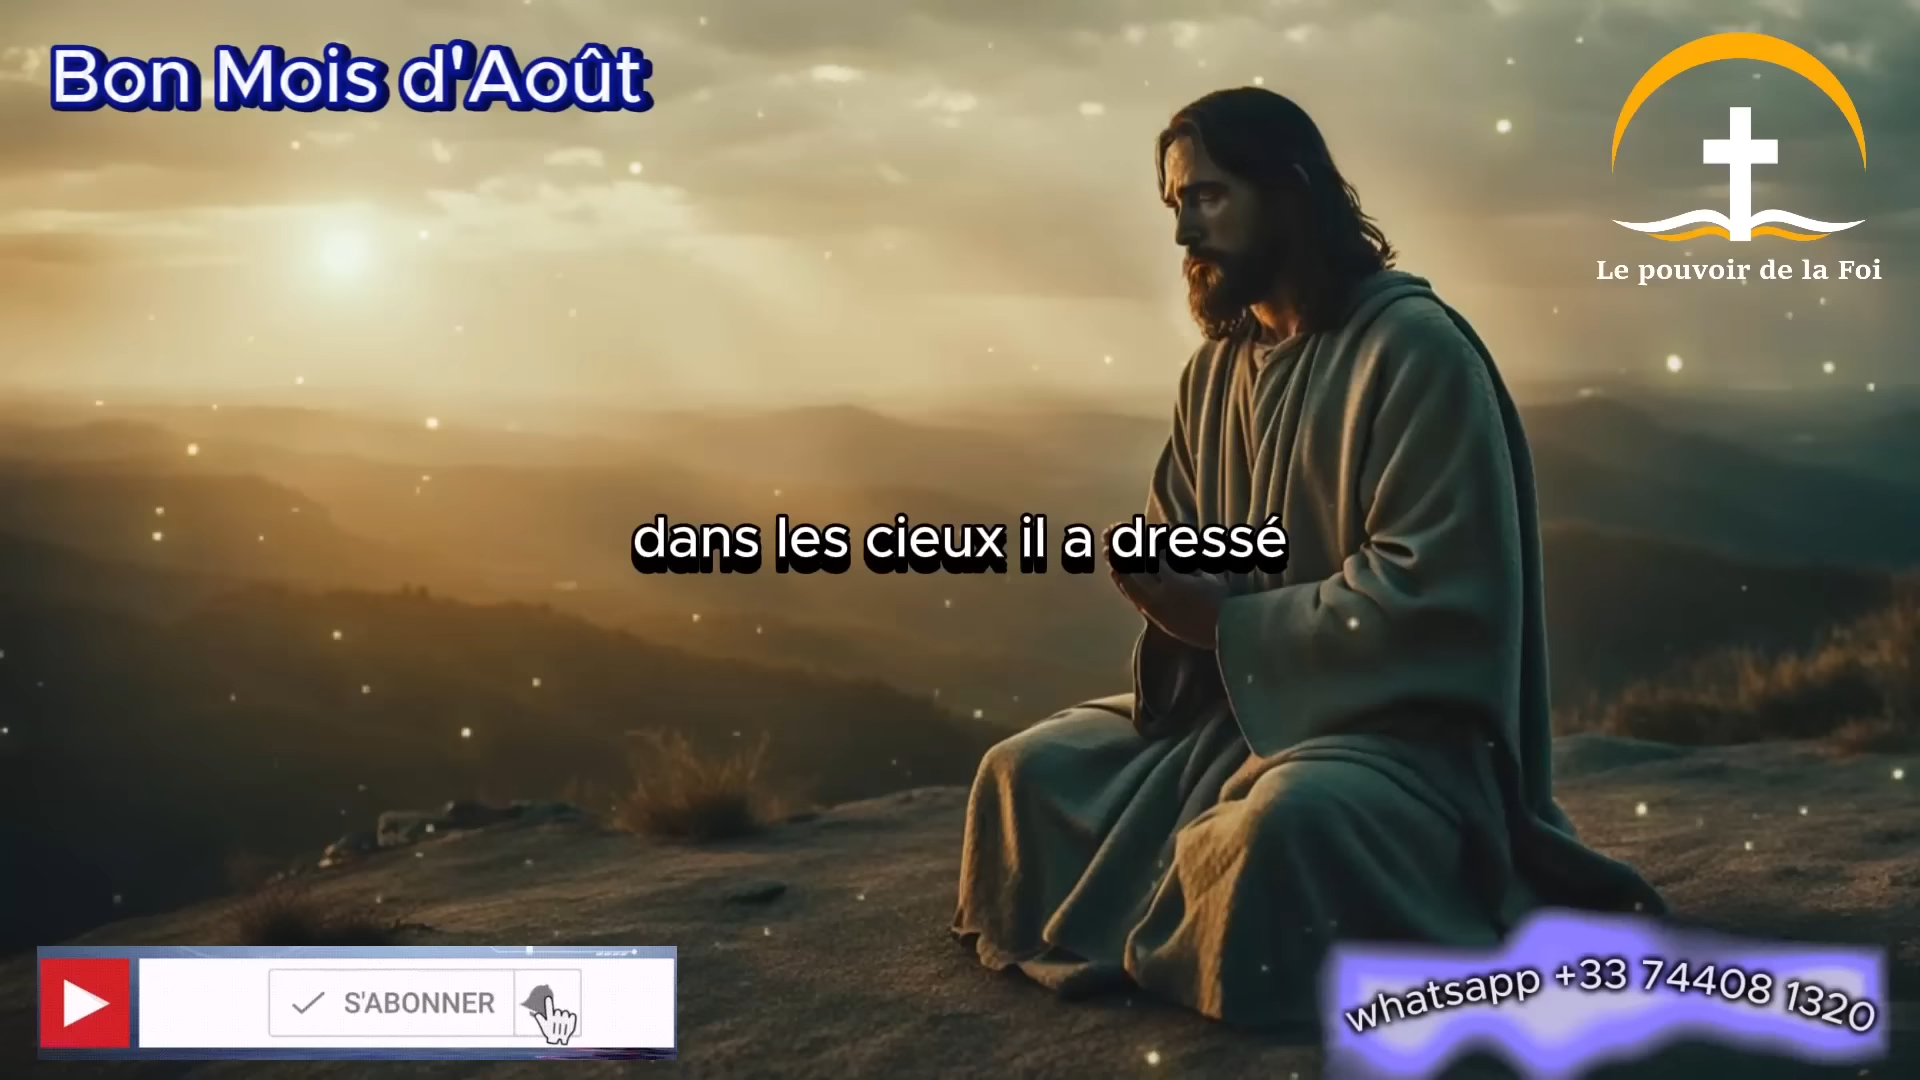 Bon Mois d'Août
Le pouvoir de la Foi
dans les cieux il a dressé
S'ABONNER
whatsapp +33 74408 1320